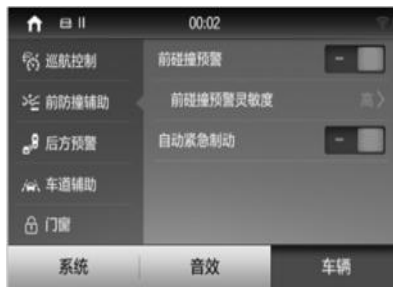 00:02
巡航控制
前碰撞预警
前防撞辅助
前碰撞预警灵敏度
高
后方预警
自动紧急制动
车道辅助
门窗
系统
音效
车辆